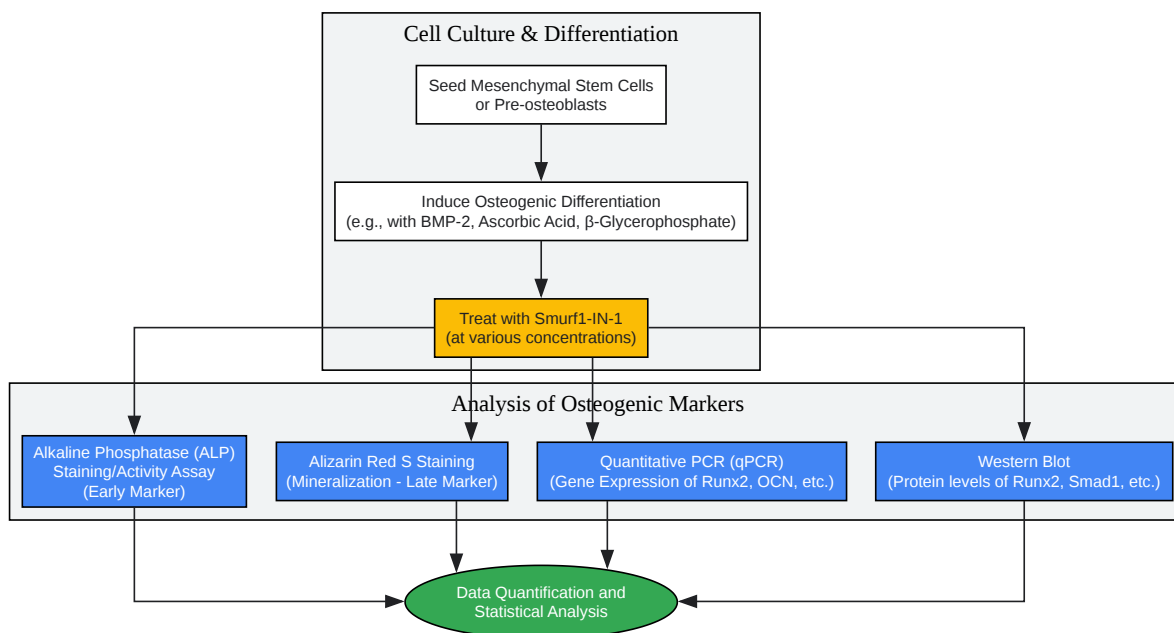 Cell Culture & Differentiation
Seed Mesenchymal Stem Cells
or Pre-osteoblasts
Induce Osteogenic Differentiation
(e.g., with BMP-2, Ascorbic Acid, β-Glycerophosphate)
Treat with Smurf1-IN-1
(at various concentrations)
Analysis of Osteogenic Markers
Alkaline Phosphatase (ALP)
Staining/Activity Assay
(Early Marker)
Alizarin Red S Staining
(Mineralization - Late Marker)
Quantitative PCR (qPCR)
(Gene Expression of Runx2, OCN, etc.)
Western Blot
(Protein levels of Runx2, Smad1, etc.)
Data Quantification and
Statistical Analysis